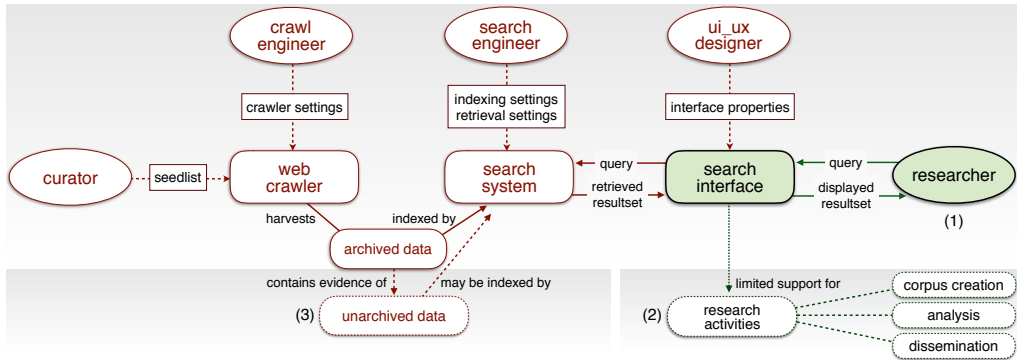 crawl
engineer
search
engineer
ui_ux
designer
crawler settings
indexing settings
retrieval settings
interface properties
curator
seedlist
web
crawler
search
system
query
retrieved
resultset
search
interface
query
displayed
resultset
researcher
(1)
harvests
indexed by
archived data
contains evidence of
may be indexed by
(3)
unarchived data
limited support for
(2)
research
activities
corpus creation
analysis
dissemination